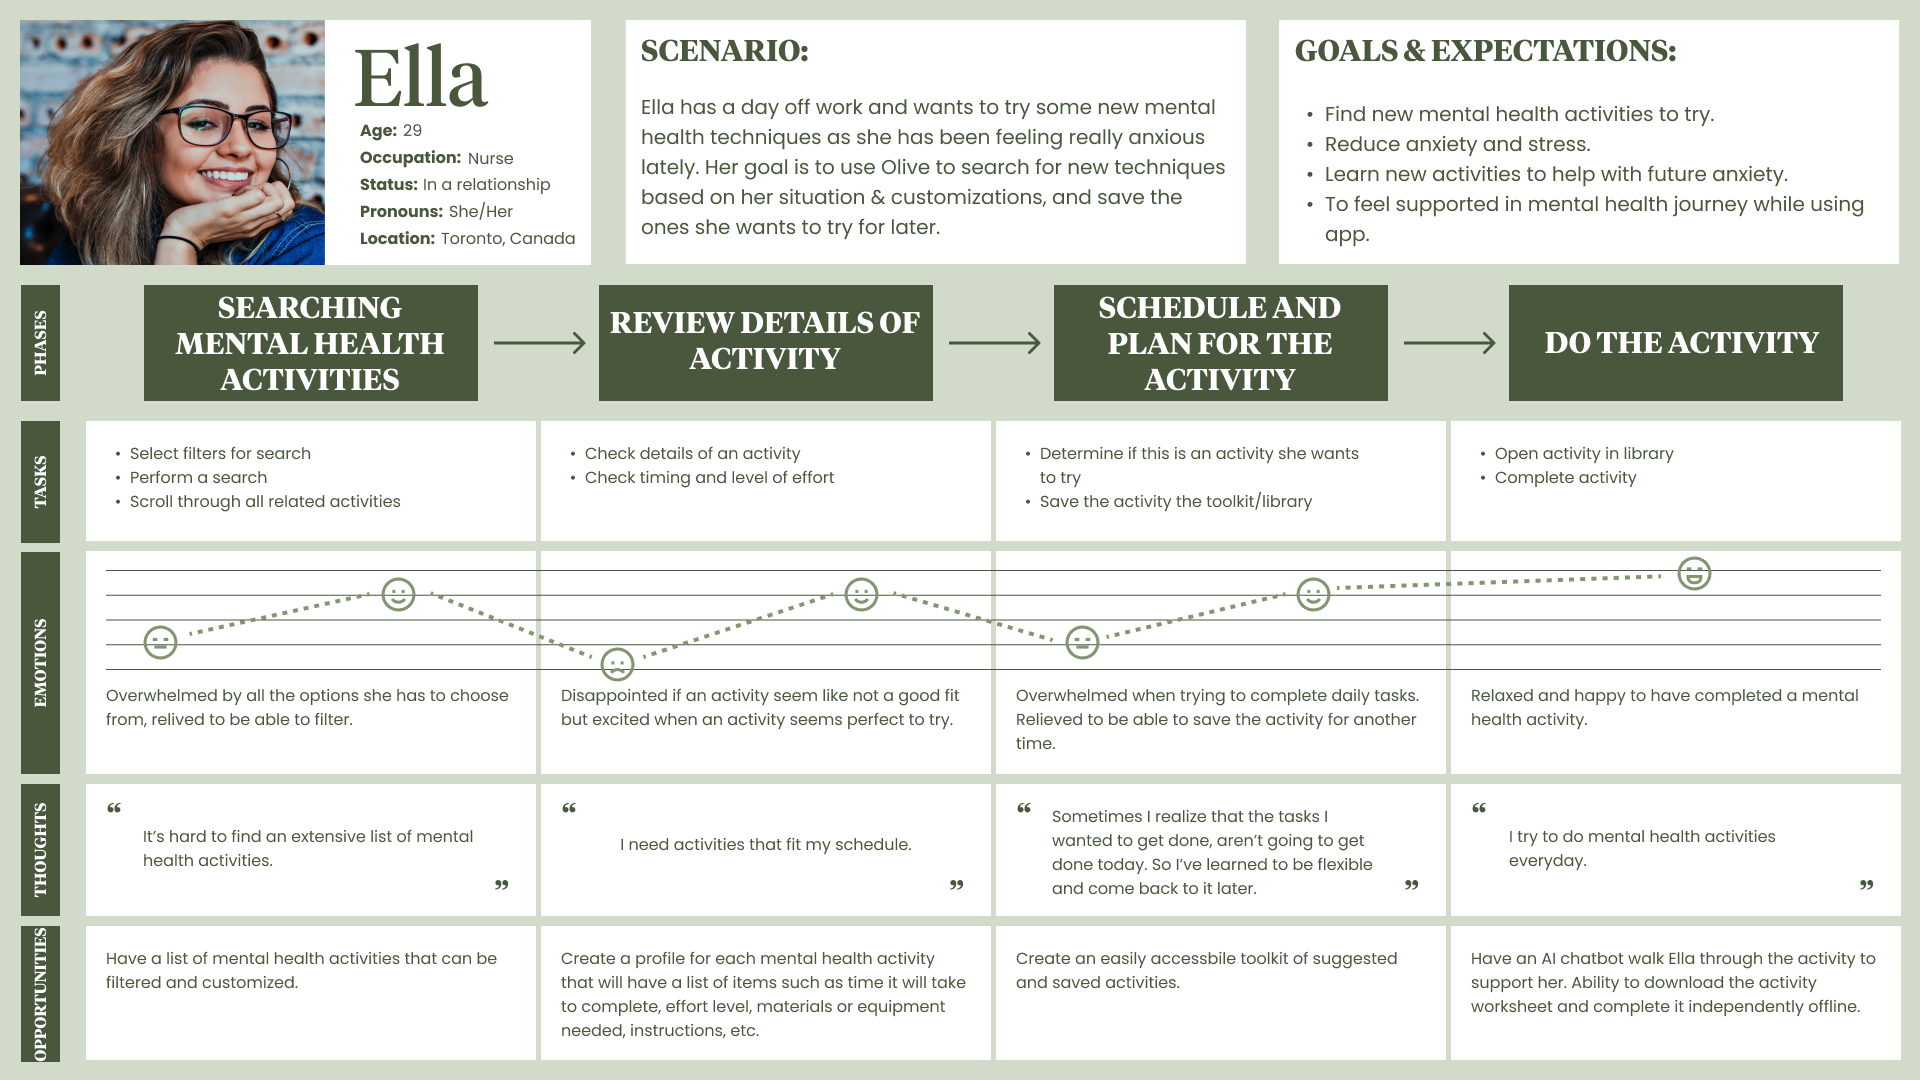 Ella
Age: 29
Occupation: Nurse
Status: In a relationship
Pronouns: She/Her
Location: Toronto, Canada
SCENARIO:
Ella has a day off work and wants to try some new mental
health techniques as she has been feeling really anxious
lately. Her goal is to use Olive to search for new techniques
based on her situation & customizations, and save the
ones she wants to try for later.
GOALS & EXPECTATIONS:
• Find new mental health activities to try.
• Reduce anxiety and stress.
• Learn new activities to help with future anxiety.
• To feel supported in mental health journey while using
app.
PHASES
SEARCHING
MENTAL HEALTH
ACTIVITIES
REVIEW DETAILS OF
ACTIVITY
SCHEDULE AND
PLAN FOR THE
ACTIVITY
DO THE ACTIVITY
TASKS
• Select filters for search
• Perform a search
• Scroll through all related activities
• Check details of an activity
• Check timing and level of effort
• Determine if this is an activity she wants
to try
• Save the activity the toolkit/library
• Open activity in library
• Complete activity
EMOTIONS
Overwhelmed by all the options she has to choose
from, relived to be able to filter.
Disappointed if an activity seem like not a good fit
but excited when an activity seems perfect to try.
Overwhelmed when trying to complete daily tasks.
Relieved to be able to save the activity for another
time.
Relaxed and happy to have completed a mental
health activity.
THOUGHTS
“
It’s hard to find an extensive list of mental
health activities.
”
“
I need activities that fit my schedule.
”
“
Sometimes I realize that the tasks I
wanted to get done, aren’t going to get
done today. So I’ve learned to be flexible
and come back to it later.
”
“
I try to do mental health activities
everyday.
”
OPPORTUNITIES
Have a list of mental health activities that can be
filtered and customized.
Create a profile for each mental health activity
that will have a list of items such as time it will take
to complete, effort level, materials or equipment
needed, instructions, etc.
Create an easily accessbile toolkit of suggested
and saved activities.
Have an AI chatbot walk Ella through the activity to
support her. Ability to download the activity
worksheet and complete it independently offline.